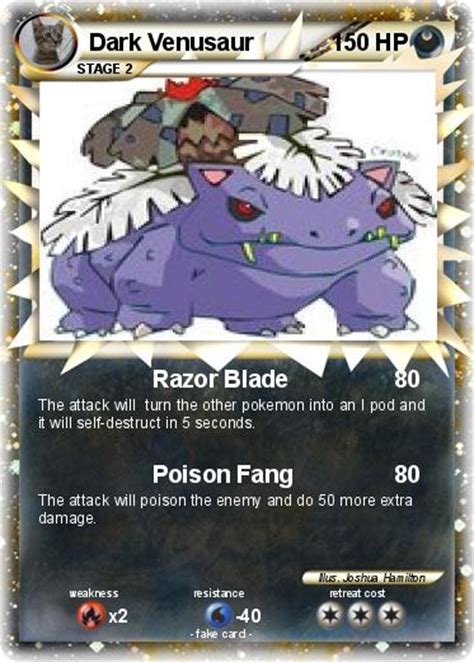 Dark Venusaur 150 HP
STAGE 2
Razor Blade 80
The attack will turn the other pokemon into an I pod and
it will self-destruct in 5 seconds.
Poison Fang 80
The attack will poison the enemy and do 50 more extra
damage.
Illus. Joshua Hamilton
weakness resistance retreat cost
x2 -40
- fake card -